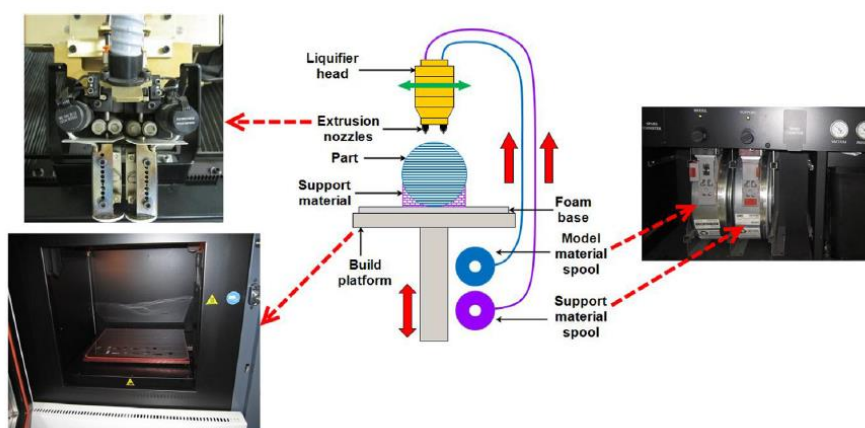 Liquifier
head
Extrusion
nozzles
Part
Support
material
Build
platform
Foam
base
Model
material
spool
Support
material
spool